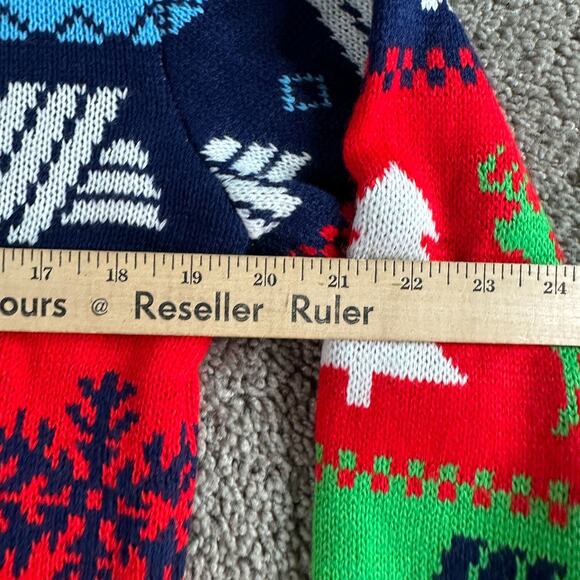 17 18 19 20 21 22 23 24
ours @ Reseller Ruler